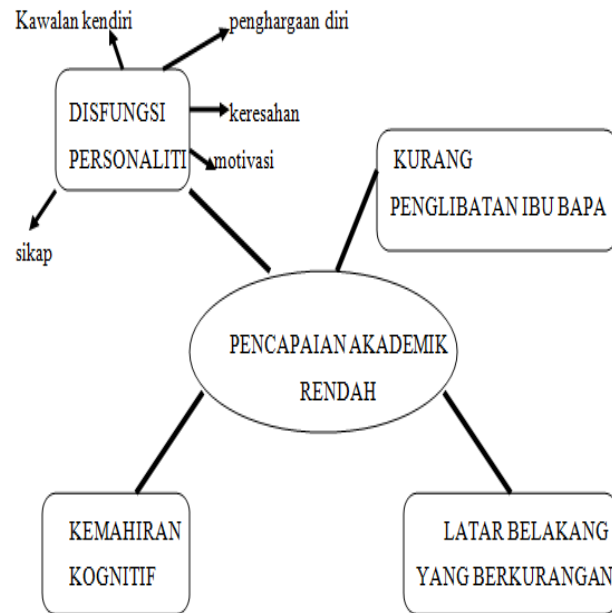 Kawalan kendiri
penghargaan diri
DISFUNGSI
PERSONALITI
keresahan
motivasi
sikap
KURANG
PENGLIBATAN IBU BAPA
PENCAPAIAN AKADEMIK
RENDAH
KEMAHIRAN
KOGNITIF
LATAR BELAKANG
YANG BERKURANGAN